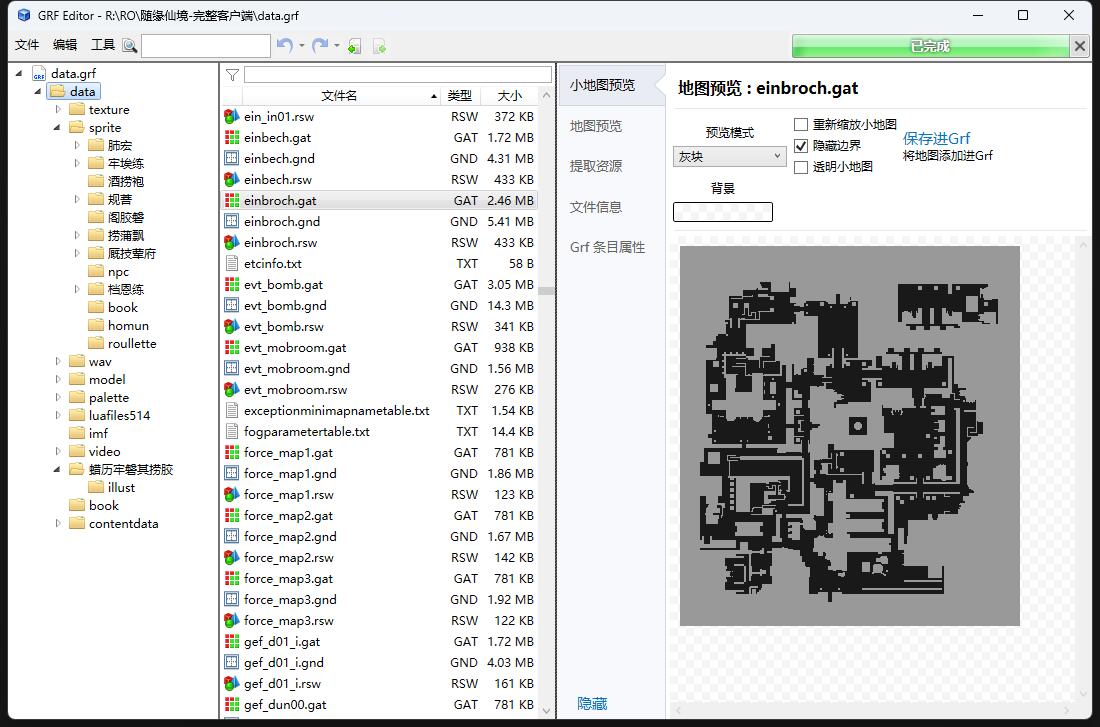 GRF Editor - R:\RO\随缘仙境-完整客户端\data.grf
文件 编辑 工具
已完成
data.grf
data
texture
sprite
肺宏
牢埃练
酒捞袍
规菩
阁胶磐
捞蒲飘
厩技荤府
npc
档恩练
book
homun
roullette
wav
model
palette
luafiles514
imf
video
蜡历牢磐其捞胶
illust
book
contentdata
文件名 类型 大小
ein_in01.rsw RSW 372 KB
einbech.gat GAT 1.72 MB
einbech.gnd GND 4.31 MB
einbech.rsw RSW 433 KB
einbroch.gat GAT 2.46 MB
einbroch.gnd GND 5.41 MB
einbroch.rsw RSW 433 KB
etcinfo.txt TXT 58 B
evt_bomb.gat GAT 3.05 MB
evt_bomb.gnd GND 14.3 MB
evt_bomb.rsw RSW 341 KB
evt_mobroom.gat GAT 938 KB
evt_mobroom.gnd GND 1.56 MB
evt_mobroom.rsw RSW 276 KB
exceptionminimapnametable.txt TXT 1.54 KB
fogparametertable.txt TXT 14.4 KB
force_map1.gat GAT 781 KB
force_map1.gnd GND 1.86 MB
force_map1.rsw RSW 123 KB
force_map2.gat GAT 781 KB
force_map2.gnd GND 1.67 MB
force_map2.rsw RSW 142 KB
force_map3.gat GAT 781 KB
force_map3.gnd GND 1.92 MB
force_map3.rsw RSW 122 KB
gef_d01_i.gat GAT 1.72 MB
gef_d01_i.gnd GND 4.03 MB
gef_d01_i.rsw RSW 161 KB
gef_dun00.gat GAT 781 KB
小地图预览
地图预览
提取资源
文件信息
Grf 条目属性
隐藏
地图预览 : einbroch.gat
预览模式
灰块
背景
重新缩放小地图
隐藏边界
透明小地图
保存进Grf
将地图添加进Grf